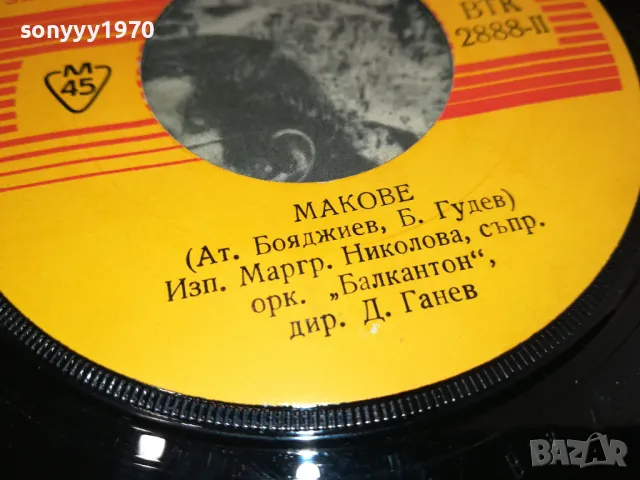 sonyyy1970
ВТК
2888-II
М
45
МАКОВЕ
(Ат. Бояджиев, Б. Гудев)
Изп. Маргр. Николова, съпр.
орк. „Балкантон“,
дир. Д. Ганев
BAZAR